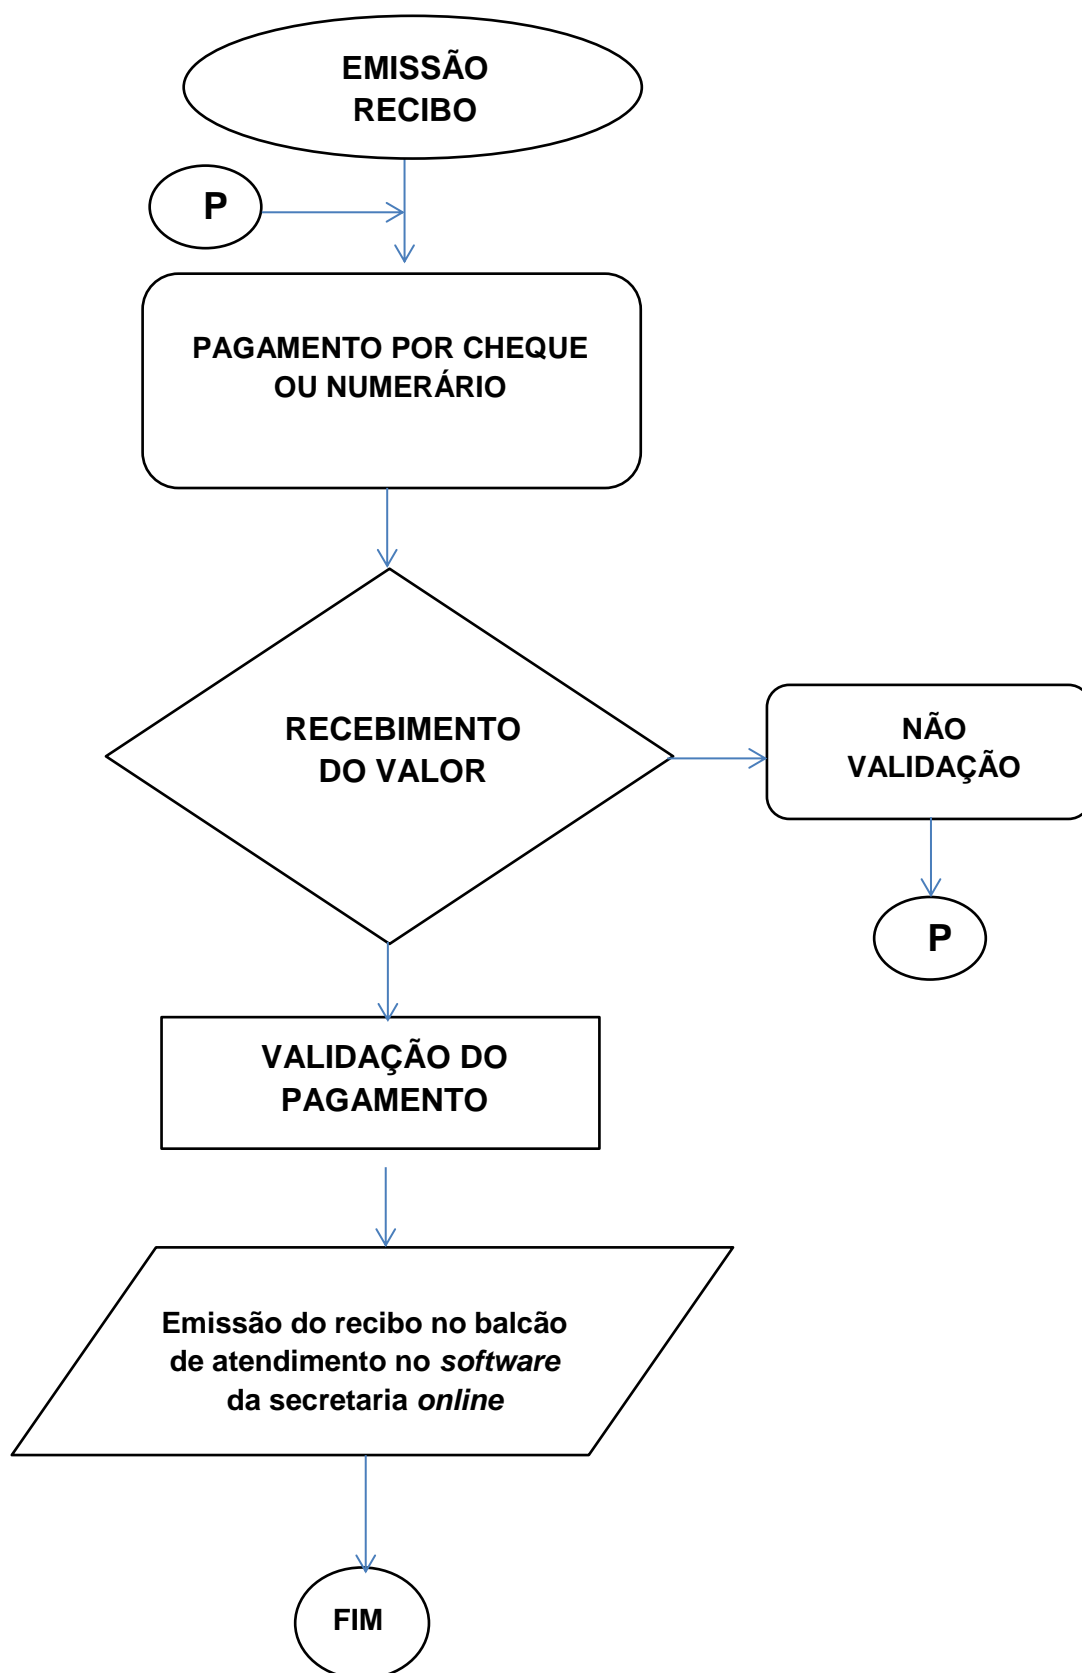 EMISSÃO
RECIBO
P
PAGAMENTO POR CHEQUE
OU NUMERÁRIO
RECEBIMENTO
DO VALOR
NÃO
VALIDAÇÃO
P
VALIDAÇÃO DO
PAGAMENTO
Emissão do recibo no balcão
de atendimento no software
da secretaria online
FIM